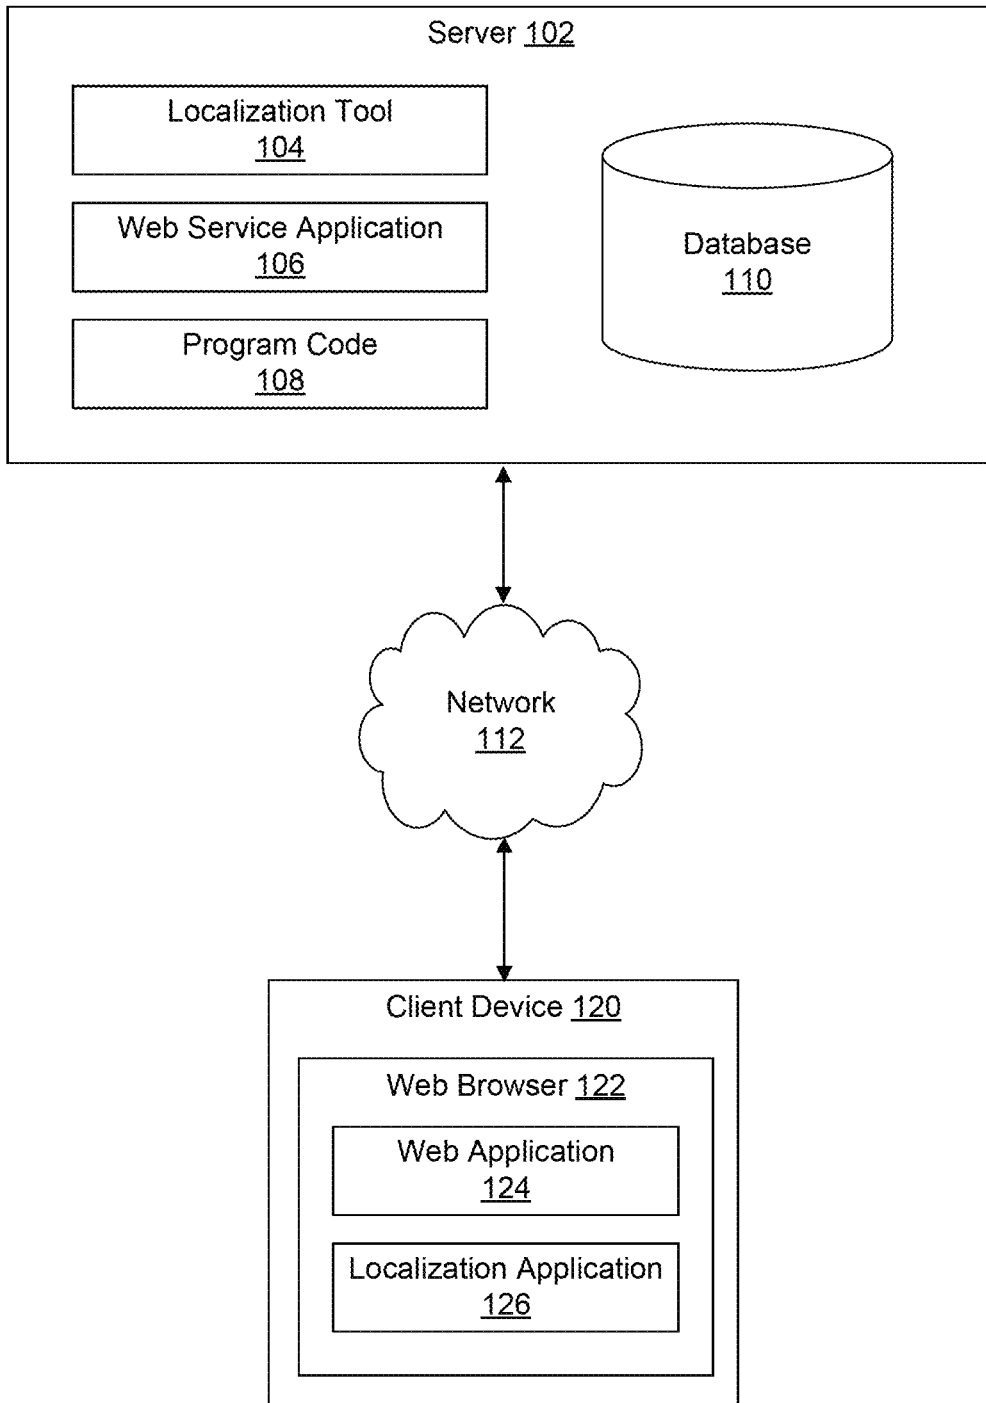 Server 102
Localization Tool
104
Web Service Application
106
Program Code
108
Database
110
Network
112
Client Device 120
Web Browser 122
Web Application
124
Localization Application
126